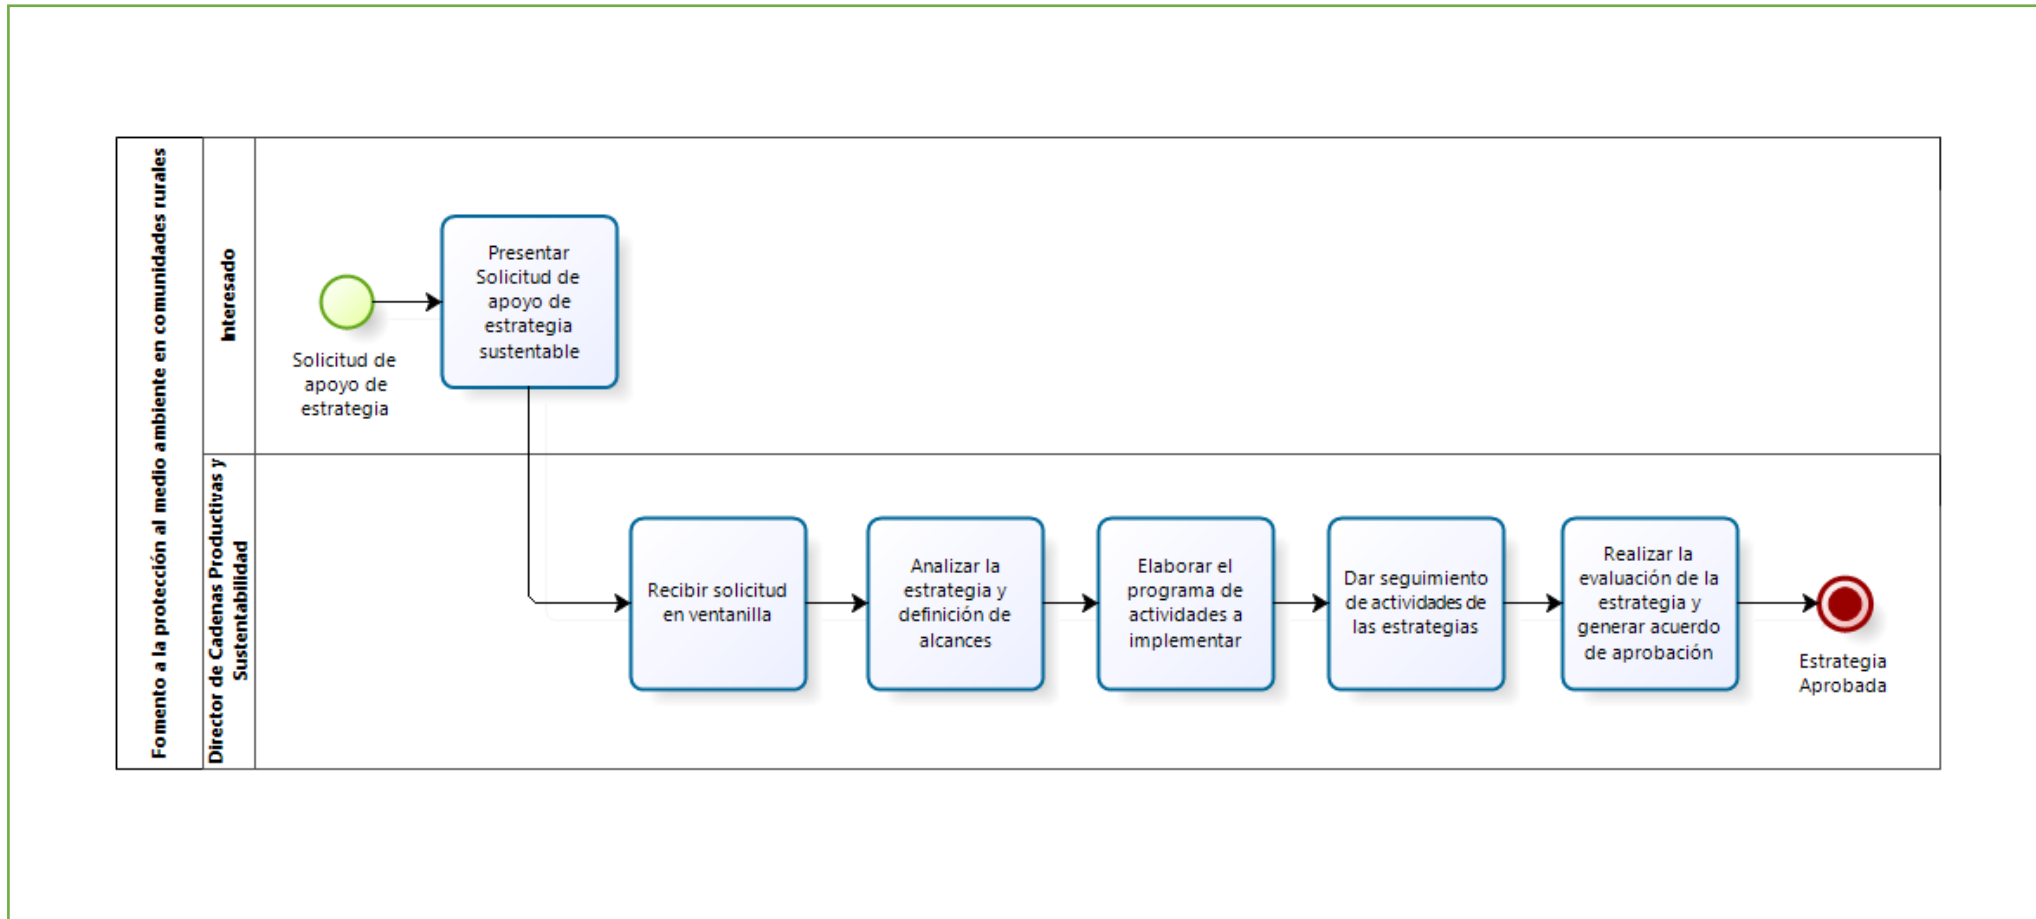 Fomento a la protección al medio ambiente en comunidades rurales
Interesado
Solicitud de
apoyo de
estrategia
Presentar
Solicitud de
apoyo de
estrategia
sustentable
Director de Cadenas Productivas y
Sustentabilidad
Recibir solicitud
en ventanilla
Analizar la
estrategia y
definición de
alcances
Elaborar el
programa de
actividades a
implementar
Dar seguimiento
de actividades de
las estrategias
Realizar la
evaluación de la
estrategia y
generar acuerdo
de aprobación
Estrategia
Aprobada